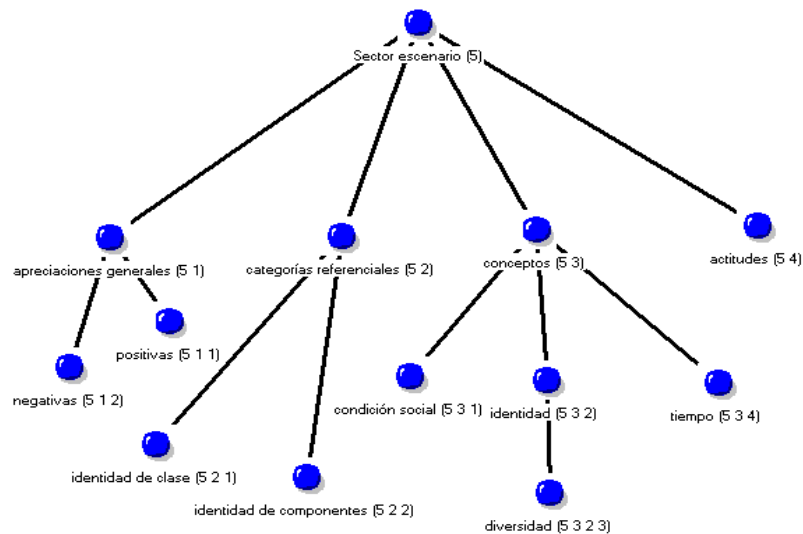 Sector escenario (5)
apreciaciones generales (5 1)
categorías referenciales (5 2)
conceptos (5 3)
actitudes (5 4)
positivas (5 1 1)
negativas (5 1 2)
condición social (5 3 1)
identidad (5 3 2)
tiempo (5 3 4)
identidad de clase (5 2 1)
identidad de componentes (5 2 2)
diversidad (5 3 2 3)